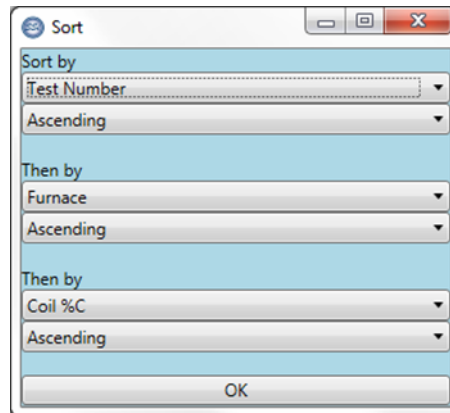 Sort
Sort by
Test Number
Ascending
Then by
Furnace
Ascending
Then by
Coil %C
Ascending
OK